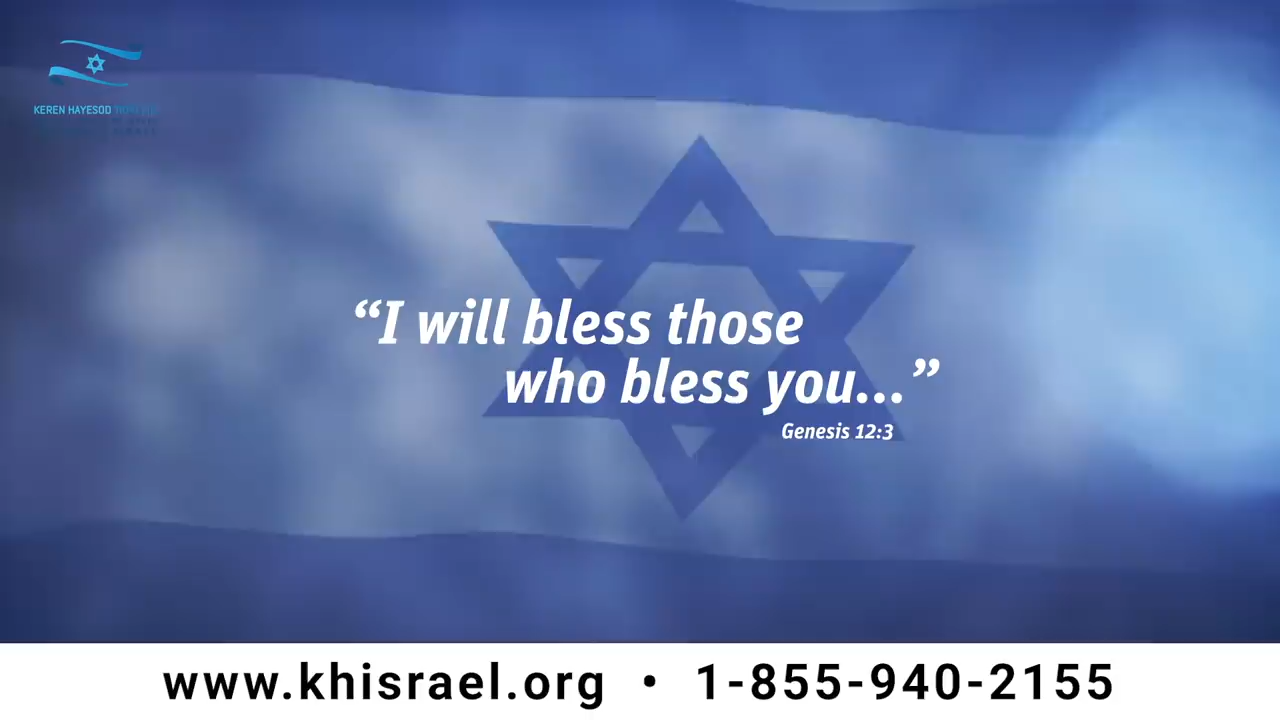 KEREN HAYESOD
“I will bless those
who bless you...”
Genesis 12:3
www.khisrael.org • 1-855-940-2155